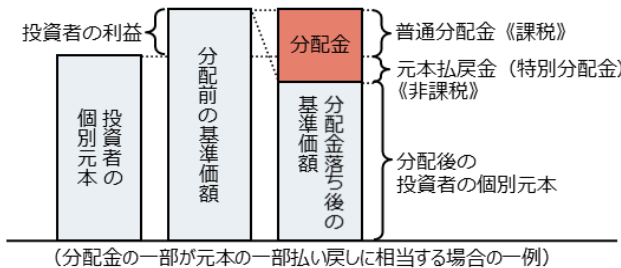 投資者の利益
投資者の
個別元本
分配前の基準価額
分配金
分配金落ち後の
基準価額
普通分配金《課税》
元本払戻金（特別分配金）
《非課税》
分配後の
投資者の個別元本
（分配金の一部が元本の一部払い戻しに相当する場合の一例）